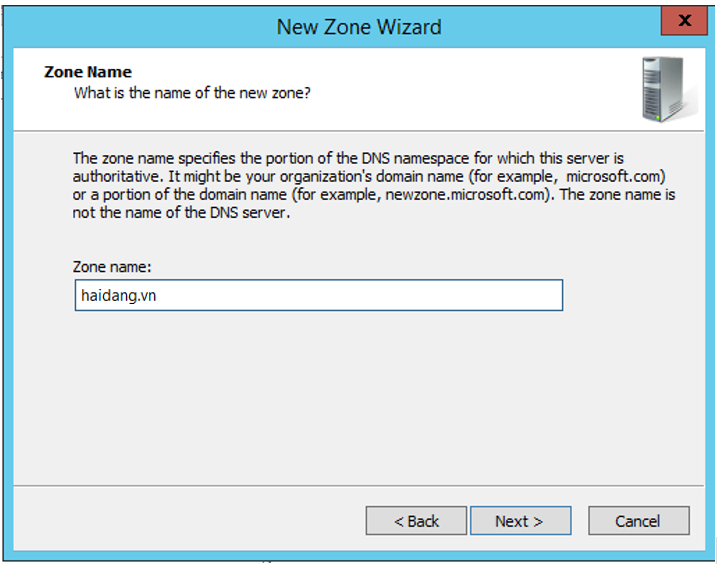 New Zone Wizard
X
Zone Name
What is the name of the new zone?
The zone name specifies the portion of the DNS namespace for which this server is
authoritative. It might be your organization's domain name (for example,  microsoft.com)
or a portion of the domain name (for example, newzone.microsoft.com). The zone name is
not the name of the DNS server.
Zone name:
haidang.vn
< Back
Next >
Cancel